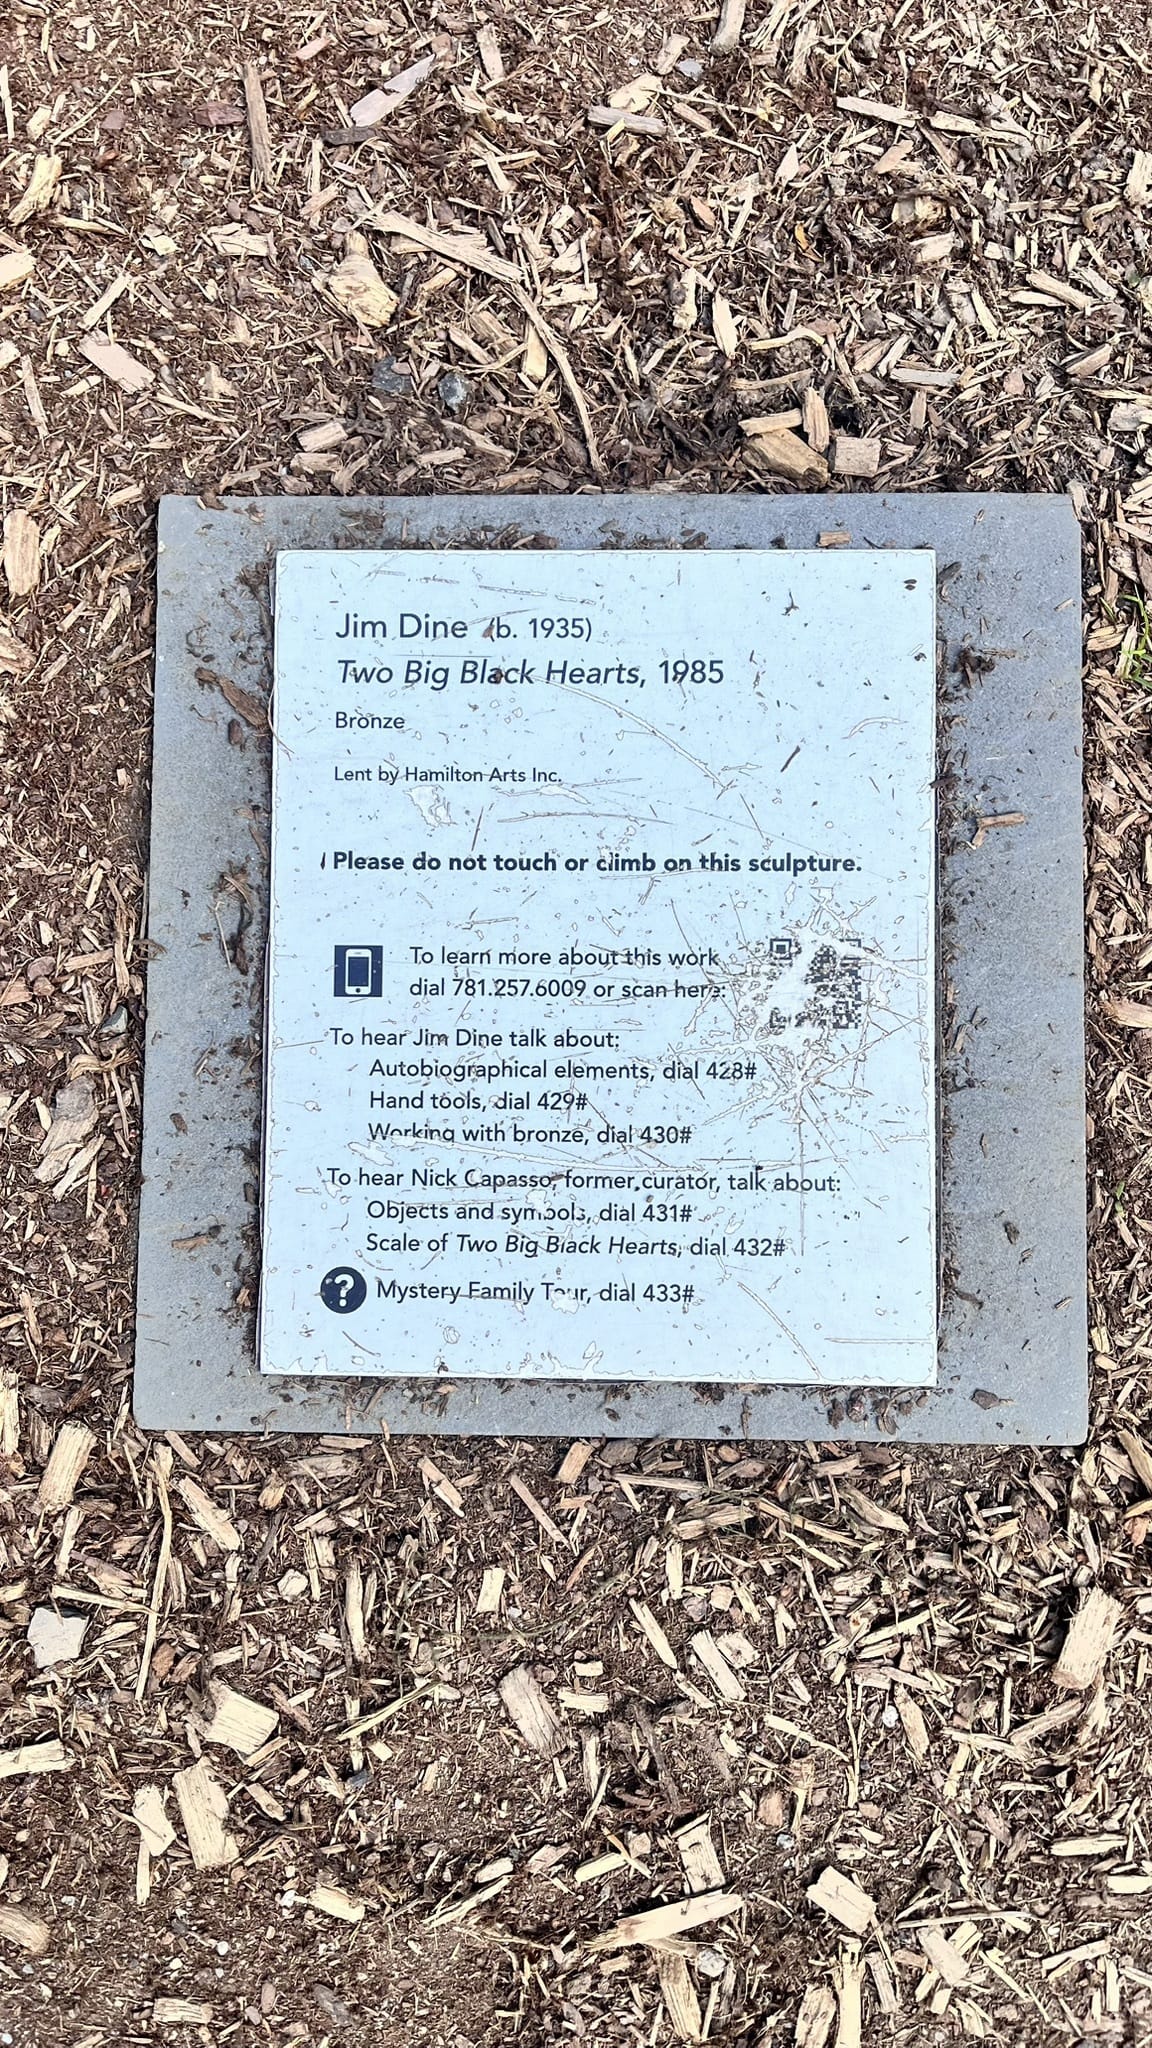 Jim Dine (b. 1935)
Two Big Black Hearts, 1985
Bronze
Lent by Hamilton Arts Inc.
Please do not touch or climb on this sculpture.
To learn more about this work
dial 781.257.6009 or scan here:
To hear Jim Dine talk about:
Autobiographical elements, dial 428#
Hand tools, dial 429#
Working with bronze, dial 430#
To hear Nick Capasso, former curator, talk about:
Objects and symbols, dial 431#
Scale of Two Big Black Hearts, dial 432#
? Mystery Family Tour, dial 433#